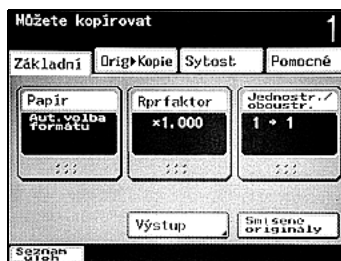 Můžete kopírovat
1
Základní Orig▸Kopie Sytost Pomocné
Papír
Aut.volba
formátu
Rprfaktor
×1.000
Jednostr./
oboustr.
1 → 1
Výstup
Smíšené
originály
Seznam
úloh